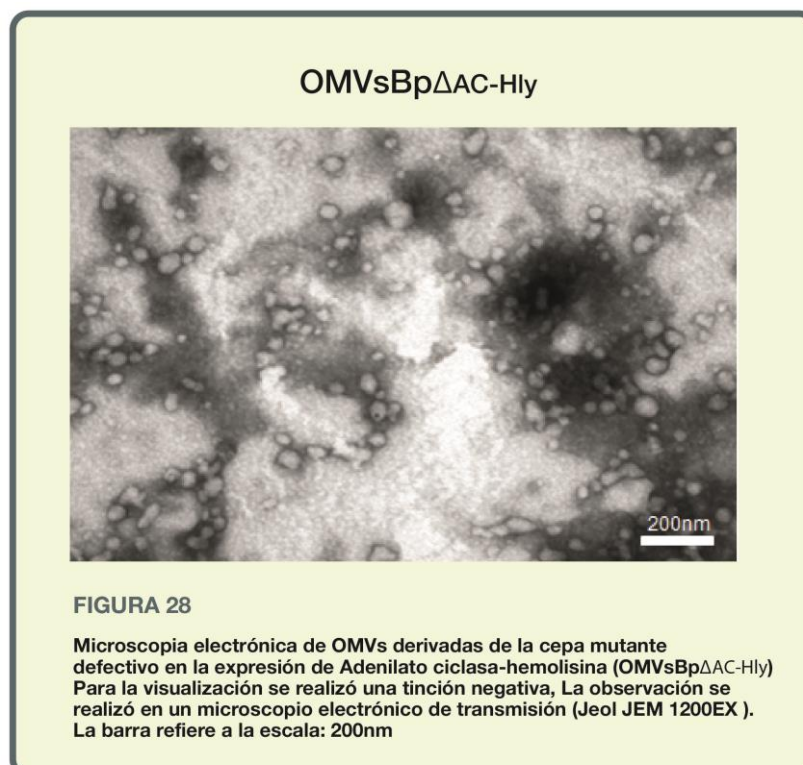 OMVsBpΔAC-Hly
200nm
FIGURA 28
Microscopia electrónica de OMVs derivadas de la cepa mutante
defectivo en la expresión de Adenilato ciclasa-hemolisina (OMVsBpΔAC-Hly)
Para la visualización se realizó una tinción negativa, La observación se
realizó en un microscopio electrónico de transmisión (Jeol JEM 1200EX ).
La barra refiere a la escala: 200nm